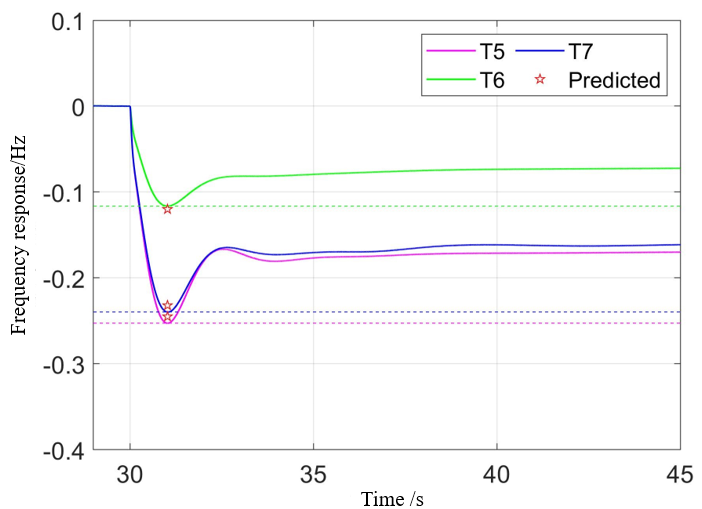 0.1
T5
T7
T6
Predicted
0
-0.1
-0.2
-0.3
-0.4
Frequency response/Hz
30
35
40
45
Time /s